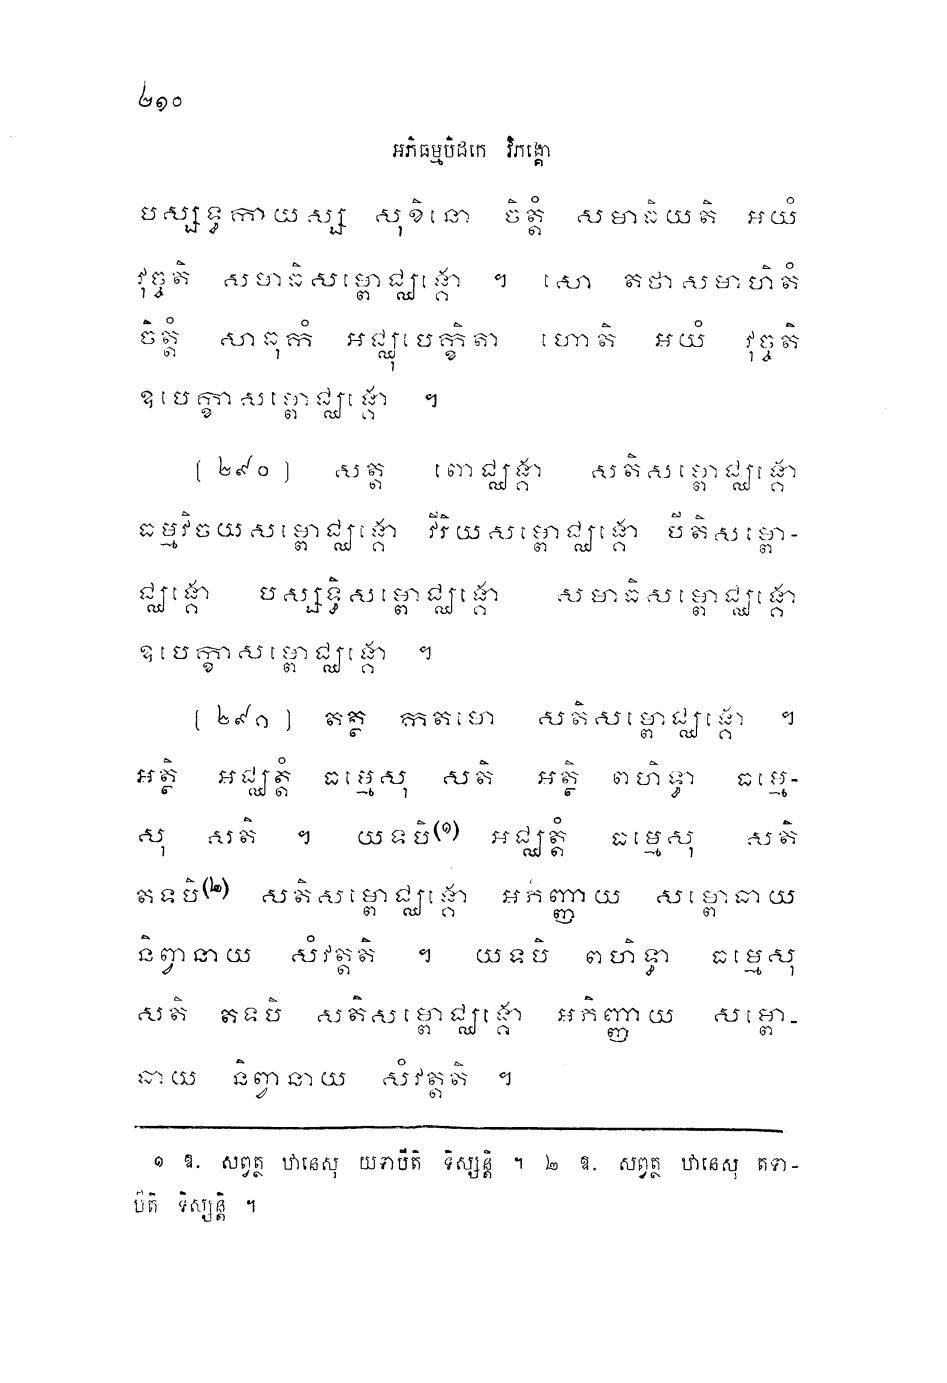 ២១០
អភិធម្មបិដកេ វិភង្គោ
បស្សទ្ធកាយស្ស សុខិនោ ចិត្តំ សមាធិយតិ អយំ
វុច្ចតិ សមាធិសម្ពោជ្ឈង្គោ ។ សោ តថាសមាហិតំ
ចិត្តំ សាធុកំ អជ្ឈុបេក្ខិតា ហោតិ អយំ វុច្ចតិ
ឧបេក្ខាសម្ពោជ្ឈង្គោ ។
[ ២៩០ ] សត្ត ពោជ្ឈង្គា សតិសម្ពោជ្ឈង្គោ
ធម្មវិចយសម្ពោជ្ឈង្គោ វីរិយសម្ពោជ្ឈង្គោ បីតិសម្ពោ-
ជ្ឈង្គោ បស្សទ្ធិសម្ពោជ្ឈង្គោ សមាធិសម្ពោជ្ឈង្គោ
ឧបេក្ខាសម្ពោជ្ឈង្គោ ។
[ ២៩១ ] តត្ថ កតមោ សតិសម្ពោជ្ឈង្គោ ។
អត្ថិ អជ្ឈត្តំ ធម្មេសុ សតិ អត្ថិ ពហិទ្ធា ធម្មេ-
សុ សតិ ។ យទបិ(១) អជ្ឈត្តំ ធម្មេសុ សតិ
តទបិ(២) សតិសម្ពោជ្ឈង្គោ អភិញ្ញាយ សម្ពោធាយ
និព្វានាយ សំវត្តតិ ។ យទបិ ពហិទ្ធា ធម្មេសុ
សតិ តទបិ សតិសម្ពោជ្ឈង្គោ អភិញ្ញាយ សម្ពោ-
ធាយ និព្វានាយ សំវត្តតិ ។
១ ឱ. សព្វត្ថ ឋានេសុ យទាបីតិ ទិស្សន្តិ ។ ២ ឱ. សព្វត្ថ ឋានេសុ តទា-
បីតិ ទិស្សន្តិ ។